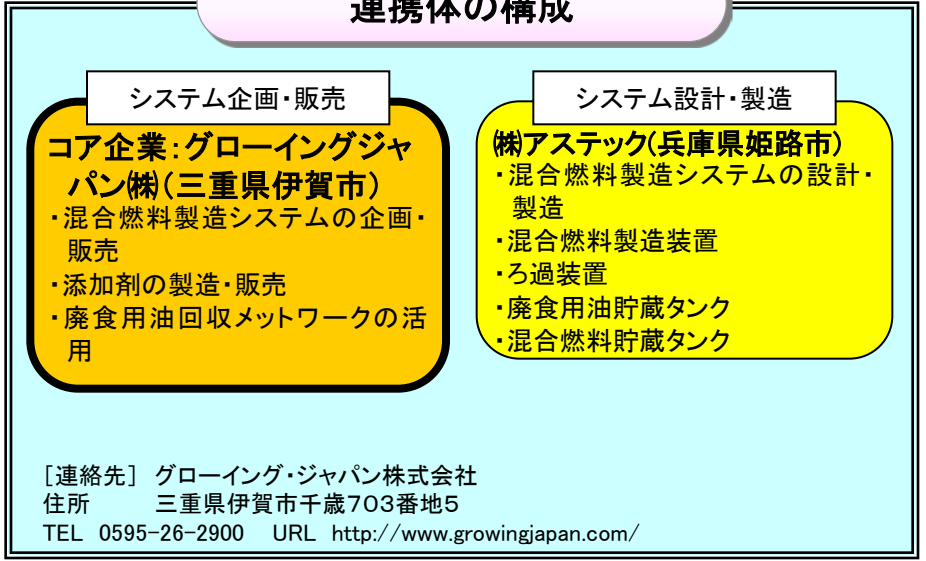 連携体の構成
システム企画・販売
コア企業：グローイングジャ
パン㈱（三重県伊賀市）
・混合燃料製造システムの企画・
販売
・添加剤の製造・販売
・廃食用油回収メットワークの活
用
システム設計・製造
㈱アステック(兵庫県姫路市)
・混合燃料製造システムの設計・
製造
・混合燃料製造装置
・ろ過装置
・廃食用油貯蔵タンク
・混合燃料貯蔵タンク
［連絡先］ グローイング・ジャパン株式会社
住所 三重県伊賀市千歳７０３番地５
TEL 0595-26-2900 URL http://www.growingjapan.com/